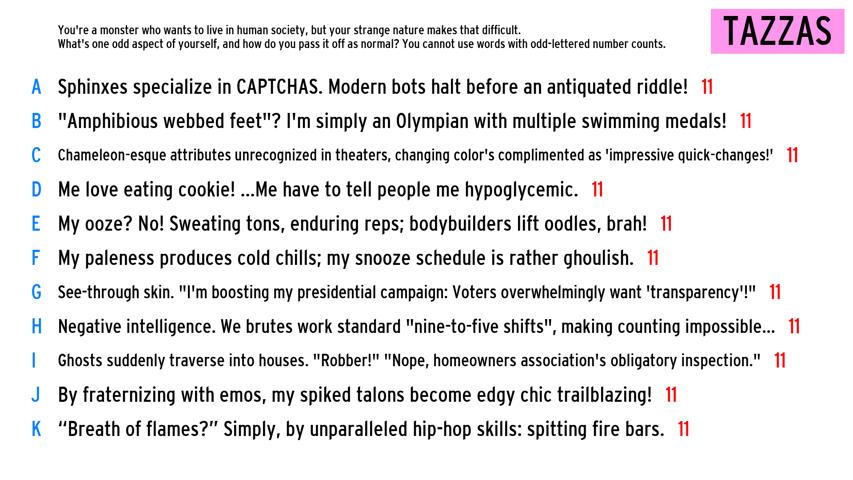 You're a monster who wants to live in human society, but your strange nature makes that difficult.
What's one odd aspect of yourself, and how do you pass it off as normal? You cannot use words with odd-lettered number counts.
TAZZAS
A Sphinxes specialize in CAPTCHAS. Modern bots halt before an antiquated riddle! 11
B "Amphibious webbed feet"? I'm simply an Olympian with multiple swimming medals! 11
C Chameleon-esque attributes unrecognized in theaters, changing color's complimented as 'impressive quick-changes!' 11
D Me love eating cookie! ...Me have to tell people me hypoglycemic. 11
E My ooze? No! Sweating tons, enduring reps; bodybuilders lift oodles, brah! 11
F My paleness produces cold chills; my snooze schedule is rather ghoulish. 11
G See-through skin. "I'm boosting my presidential campaign: Voters overwhelmingly want 'transparency'!" 11
H Negative intelligence. We brutes work standard "nine-to-five shifts", making counting impossible... 11
I Ghosts suddenly traverse into houses. "Robber!" "Nope, homeowners association's obligatory inspection." 11
J By fraternizing with emos, my spiked talons become edgy chic trailblazing! 11
K “Breath of flames?” Simply, by unparalleled hip-hop skills: spitting fire bars. 11